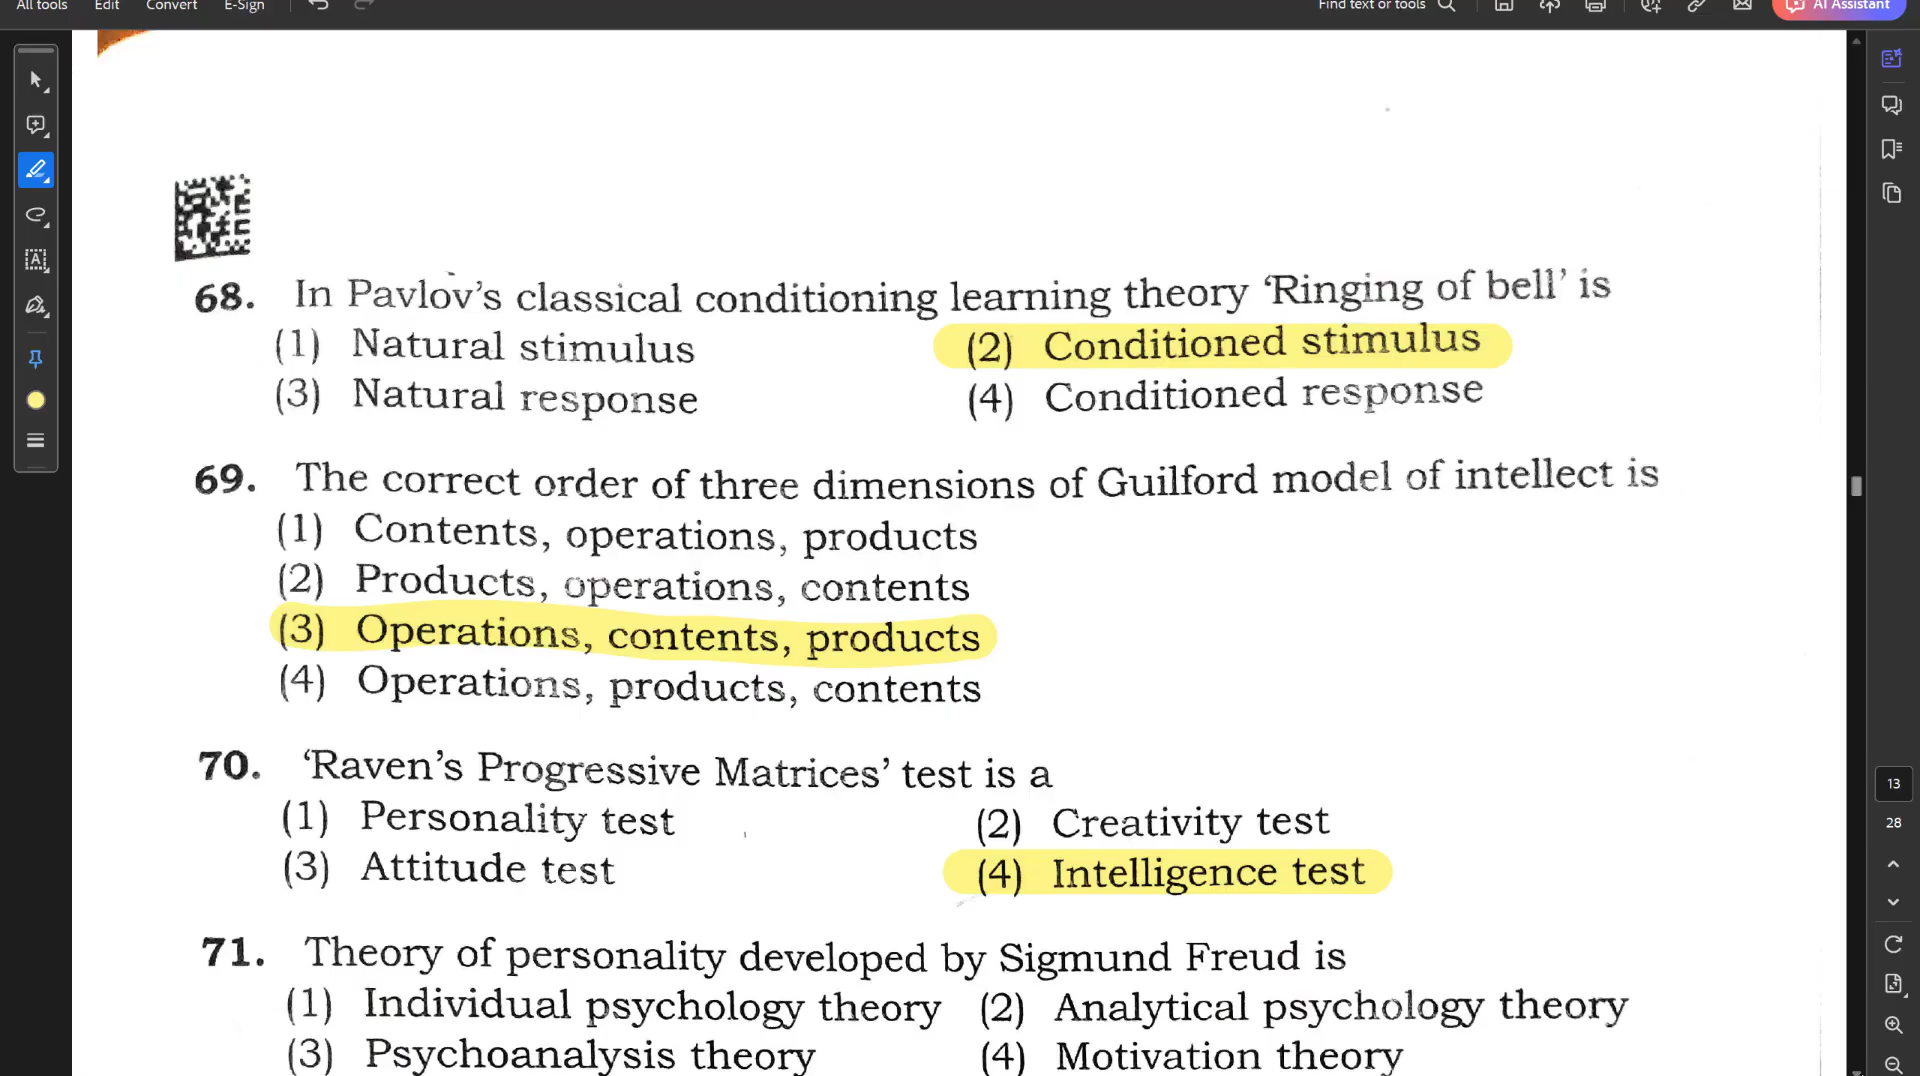 All tools Edit Convert E-Sign Find text or tools AI Assistant
68. In Pavlov's classical conditioning learning theory ‘Ringing of bell’ is
(1) Natural stimulus (2) Conditioned stimulus
(3) Natural response (4) Conditioned response
69. The correct order of three dimensions of Guilford model of intellect is
(1) Contents, operations, products
(2) Products, operations, contents
(3) Operations, contents, products
(4) Operations, products, contents
70. ‘Raven’s Progressive Matrices’ test is a
(1) Personality test (2) Creativity test
(3) Attitude test (4) Intelligence test
71. Theory of personality developed by Sigmund Freud is
(1) Individual psychology theory (2) Analytical psychology theory
(3) Psychoanalysis theory (4) Motivation theory
13
28